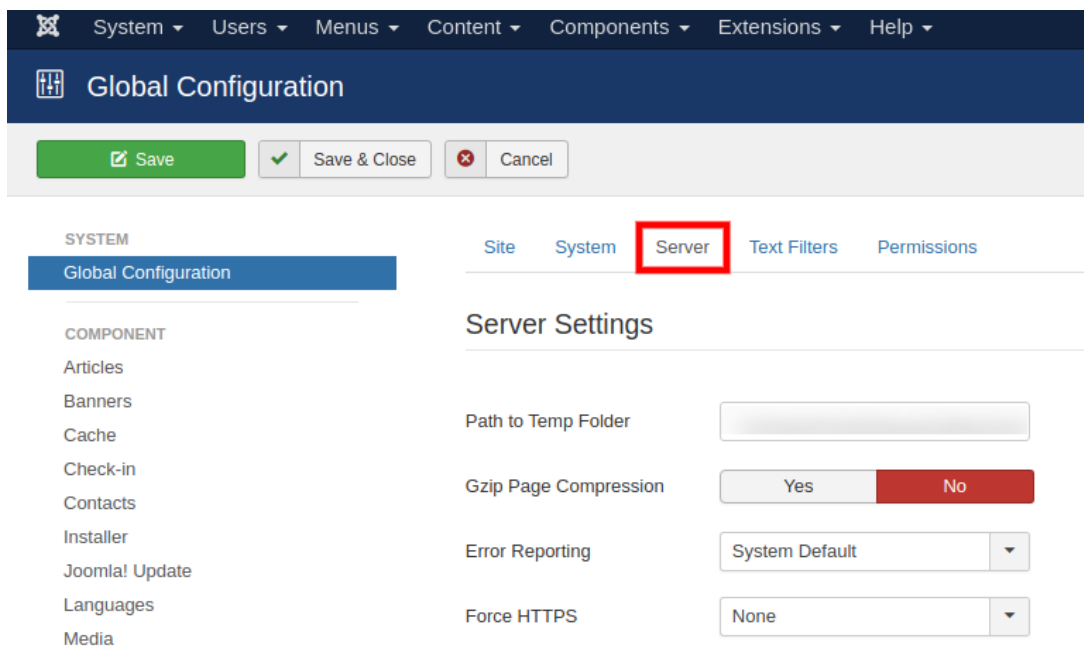 System Users Menus Content Components Extensions Help
Global Configuration
Save Save & Close Cancel
SYSTEM
Global Configuration
COMPONENT
Articles
Banners
Cache
Check-in
Contacts
Installer
Joomla! Update
Languages
Media
Site System Server Text Filters Permissions
Server Settings
Path to Temp Folder
Gzip Page Compression Yes No
Error Reporting System Default
Force HTTPS None